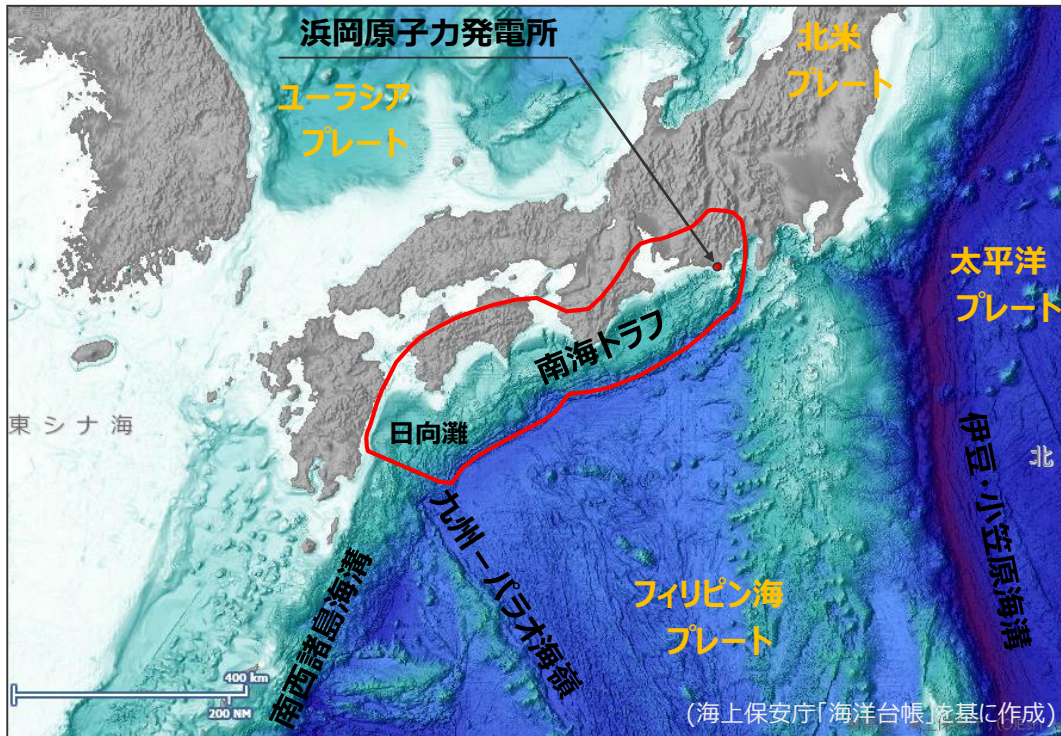 浜岡原子力発電所
北米
プレート
ユーラシア
プレート
太平洋
プレート
南海トラフ
日向灘
東シナ海
北
伊豆・小笠原海溝
九州－パラオ海嶺
フィリピン海
プレート
南西諸島海溝
400 km
200 NM
(海上保安庁「海洋台帳」を基に作成)